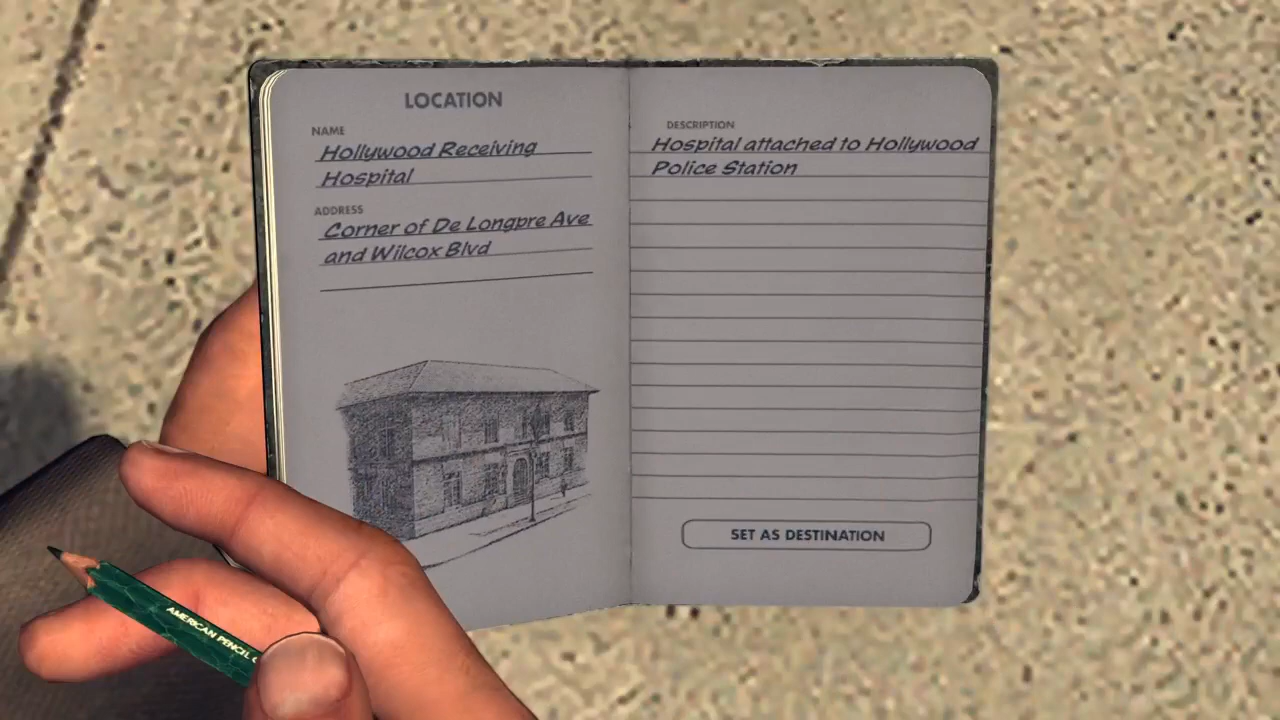 LOCATION
NAME
Hollywood Receiving
Hospital
ADDRESS
Corner of De Longpre Ave
and Wilcox Blvd
DESCRIPTION
Hospital attached to Hollywood
Police Station
SET AS DESTINATION
AMERICAN PENCIL